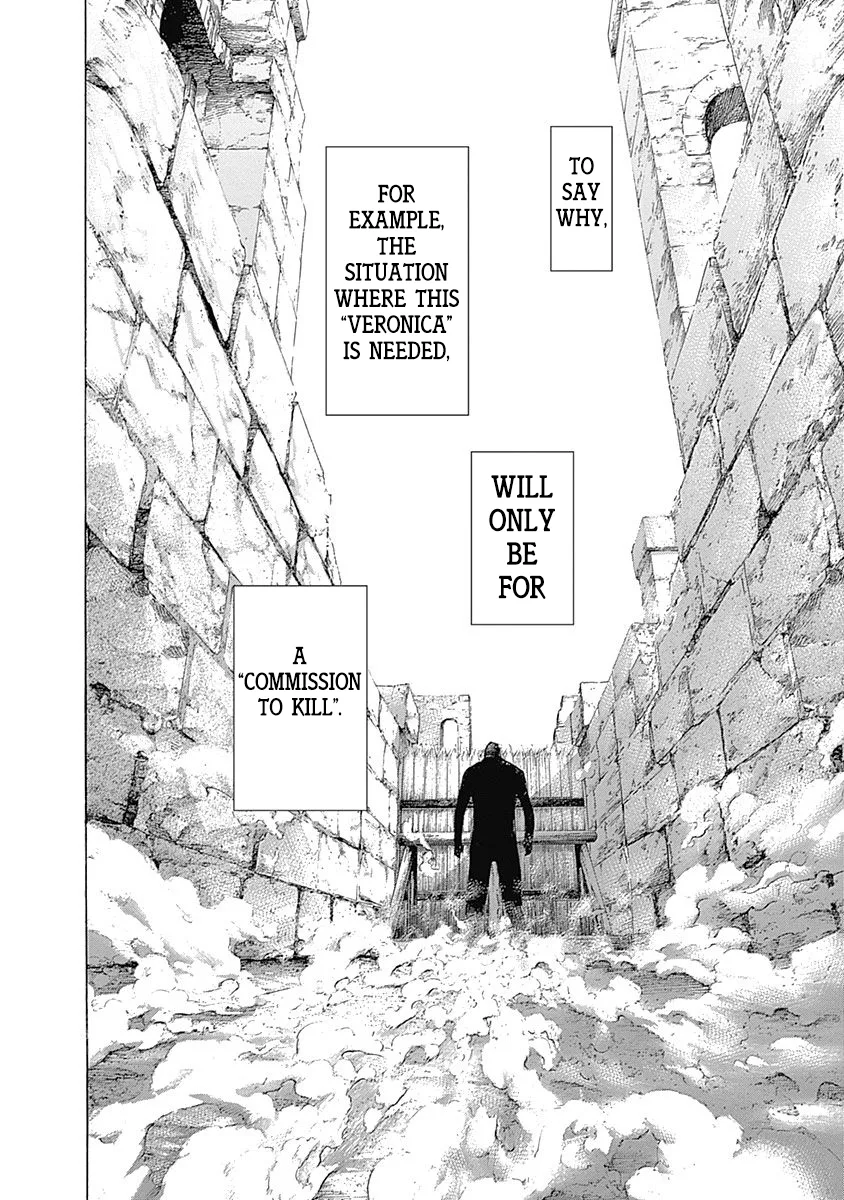 TO
SAY
WHY,
FOR
EXAMPLE,
THE
SITUATION
WHERE THIS
“VERONICA”
IS NEEDED,
WILL
ONLY
BE
FOR
A
“COMMISSION
TO KILL”.